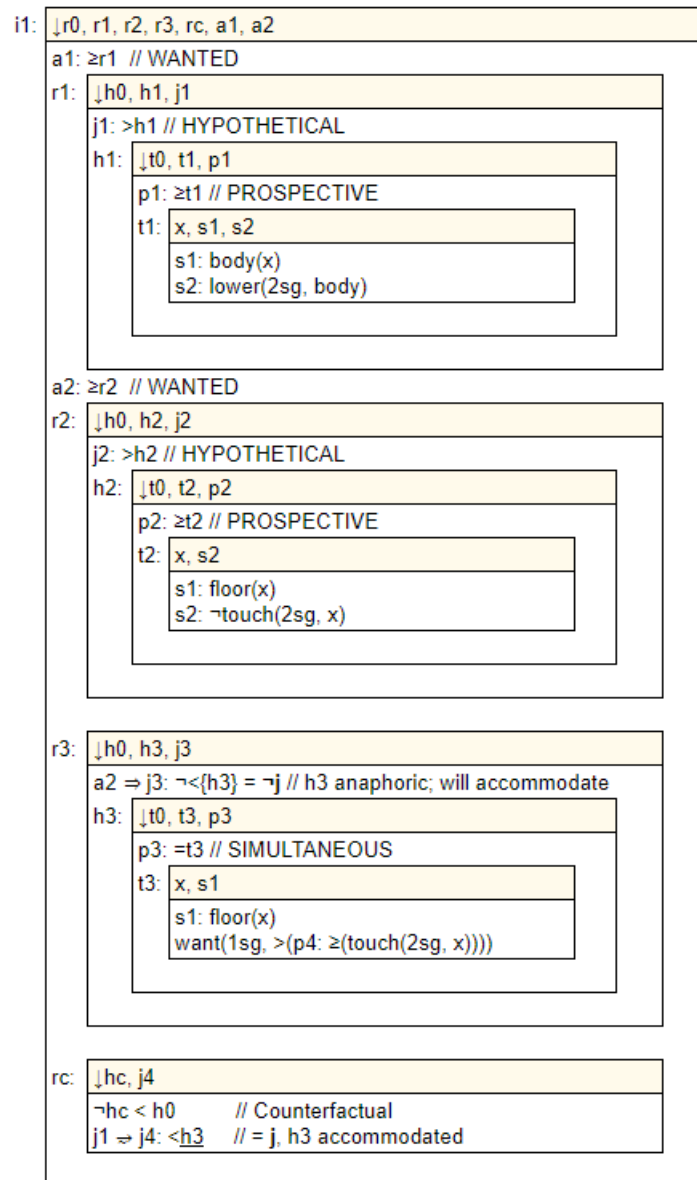 i1: ↓r0, r1, r2, r3, rc, a1, a2
a1: ≥r1 // WANTED
r1: ↓h0, h1, j1
j1: >h1 // HYPOTHETICAL
h1: ↓t0, t1, p1
p1: ≥t1 // PROSPECTIVE
t1: x, s1, s2
s1: body(x)
s2: lower(2sg, body)
a2: ≥r2 // WANTED
r2: ↓h0, h2, j2
j2: >h2 // HYPOTHETICAL
h2: ↓t0, t2, p2
p2: ≥t2 // PROSPECTIVE
t2: x, s2
s1: floor(x)
s2: ¬touch(2sg, x)
r3: ↓h0, h3, j3
a2 ⇒ j3: ¬<{h3} = ¬j // h3 anaphoric; will accommodate
h3: ↓t0, t3, p3
p3: =t3 // SIMULTANEOUS
t3: x, s1
s1: floor(x)
want(1sg, >(p4: ≥(touch(2sg, x))))
rc: ↓hc, j4
¬hc < h0 // Counterfactual
j1 ⥵ j4: <h3 // = j, h3 accommodated